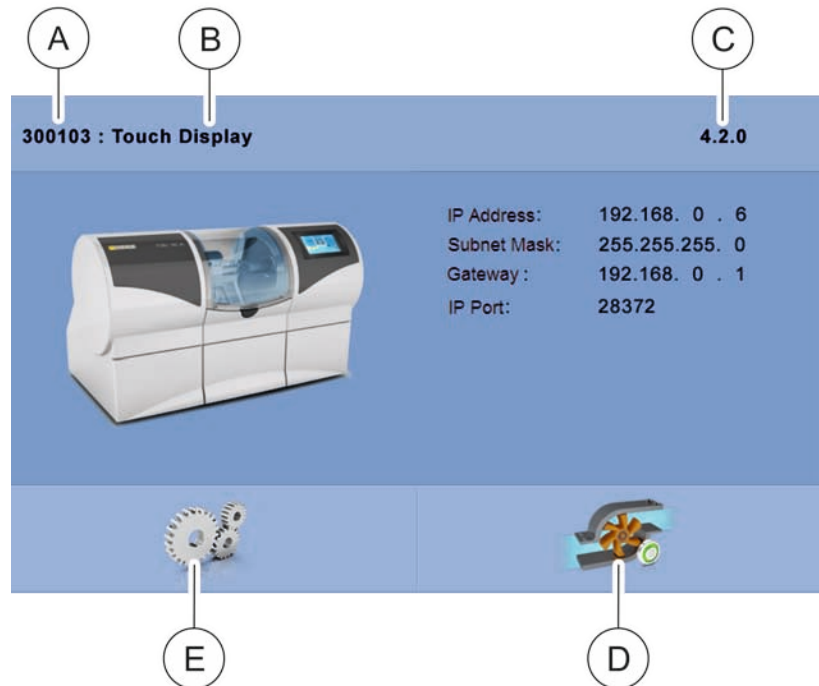 A B C
300103 : Touch Display 4.2.0
IP Address: 192.168. 0 . 6
Subnet Mask: 255.255.255. 0
Gateway : 192.168. 0 . 1
IP Port: 28372
E D